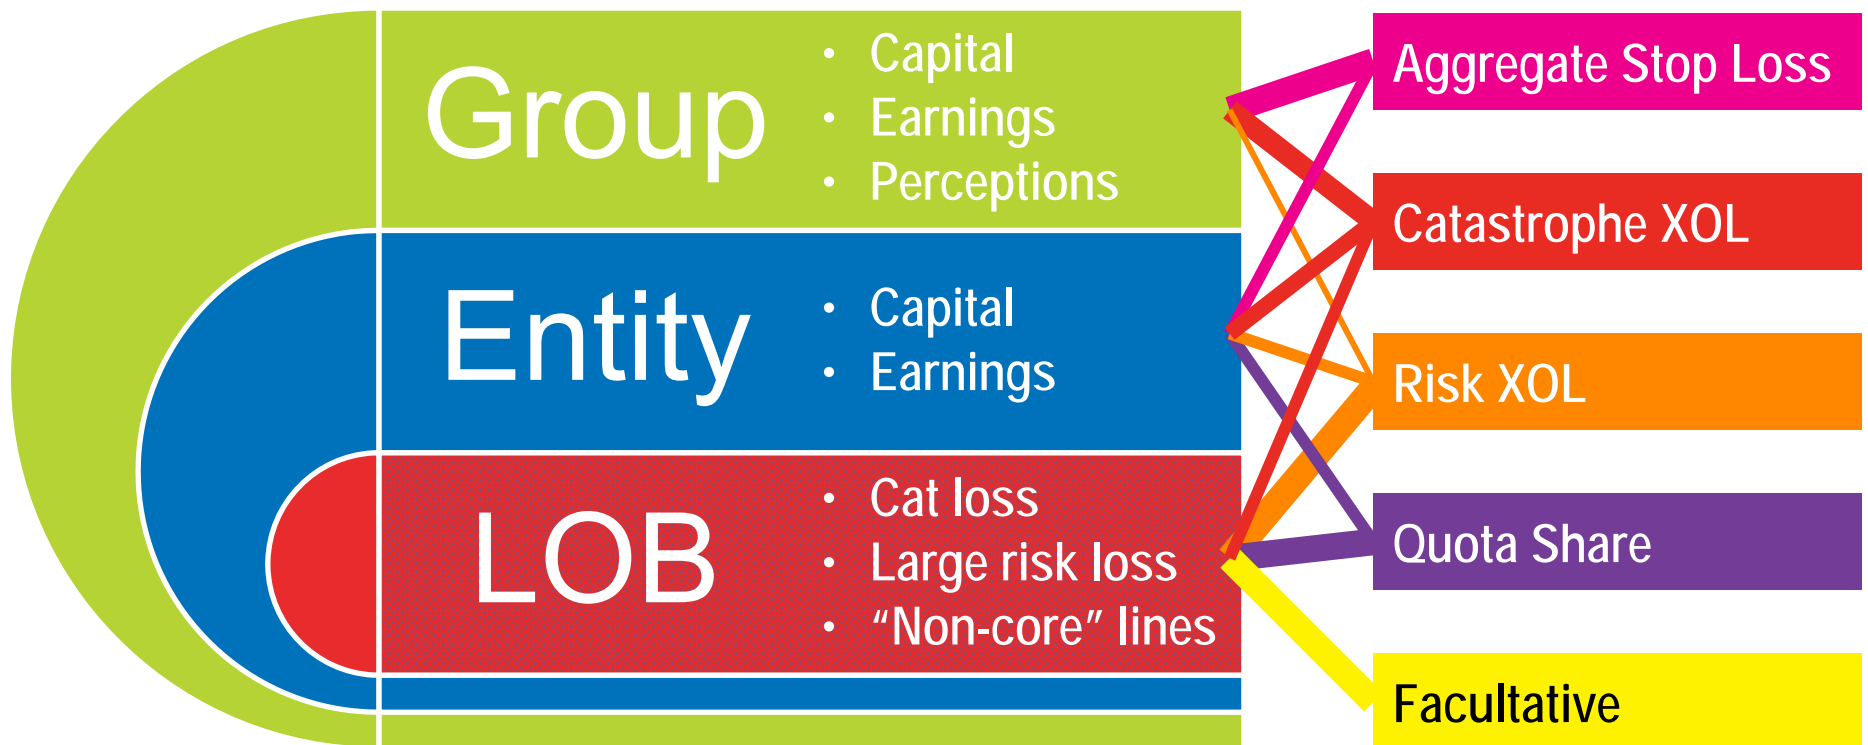 Group
• Capital
• Earnings
• Perceptions
Entity
• Capital
• Earnings
LOB
• Cat loss
• Large risk loss
• “Non-core” lines
Aggregate Stop Loss
Catastrophe XOL
Risk XOL
Quota Share
Facultative